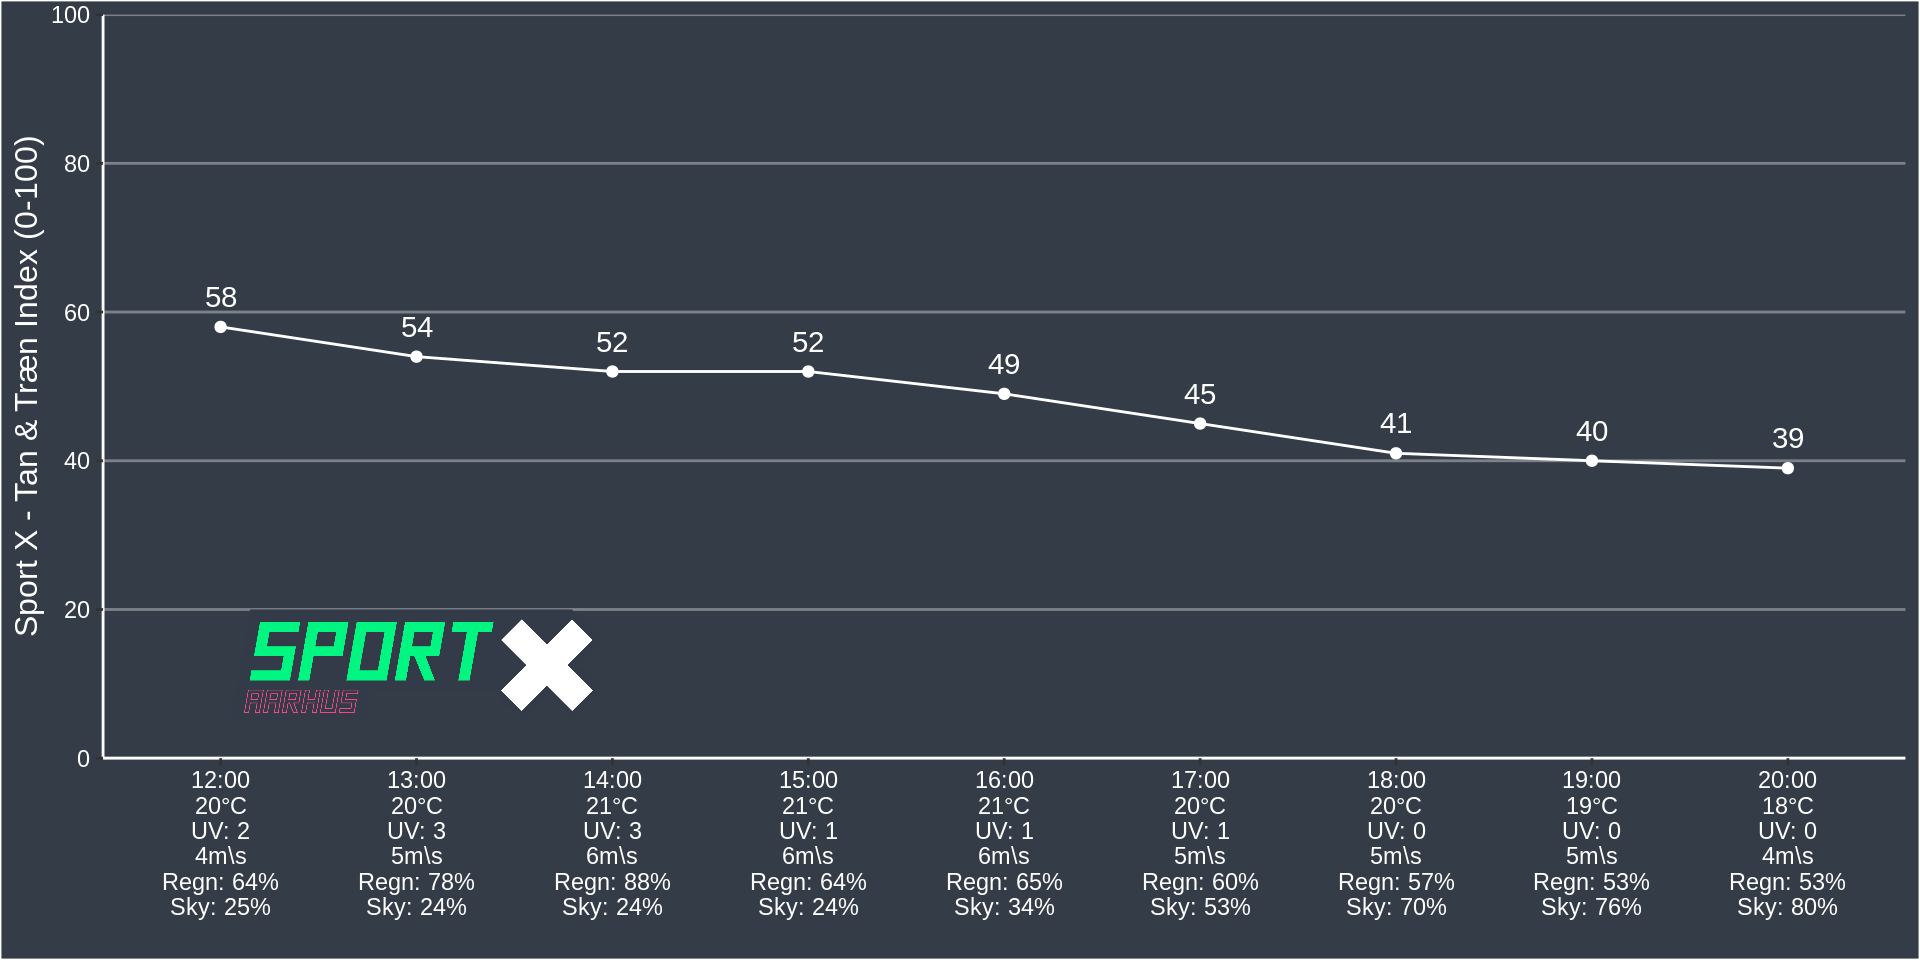 Sport X - Tan & Træn Index (0-100)
100
80
60
40
20
0
58
54
52
52
49
45
41
40
39
SPORT X
AARHUS
12:00
20°C
UV: 2
4m\s
Regn: 64%
Sky: 25%
13:00
20°C
UV: 3
5m\s
Regn: 78%
Sky: 24%
14:00
21°C
UV: 3
6m\s
Regn: 88%
Sky: 24%
15:00
21°C
UV: 1
6m\s
Regn: 64%
Sky: 24%
16:00
21°C
UV: 1
6m\s
Regn: 65%
Sky: 34%
17:00
20°C
UV: 1
5m\s
Regn: 60%
Sky: 53%
18:00
20°C
UV: 0
5m\s
Regn: 57%
Sky: 70%
19:00
19°C
UV: 0
5m\s
Regn: 53%
Sky: 76%
20:00
18°C
UV: 0
4m\s
Regn: 53%
Sky: 80%